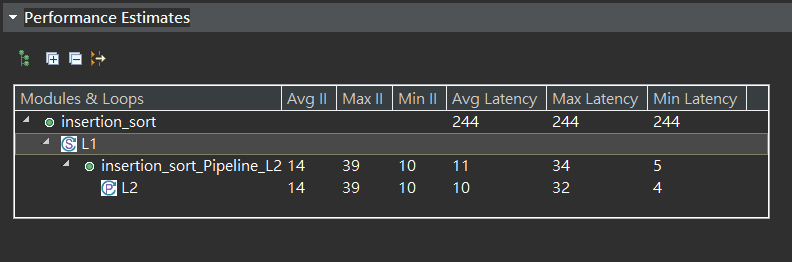 Performance Estimates
Modules & Loops Avg II Max II Min II Avg Latency Max Latency Min Latency
insertion_sort 244 244 244
S L1
insertion_sort_Pipeline_L2 14 39 10 11 34 5
P L2 14 39 10 10 32 4